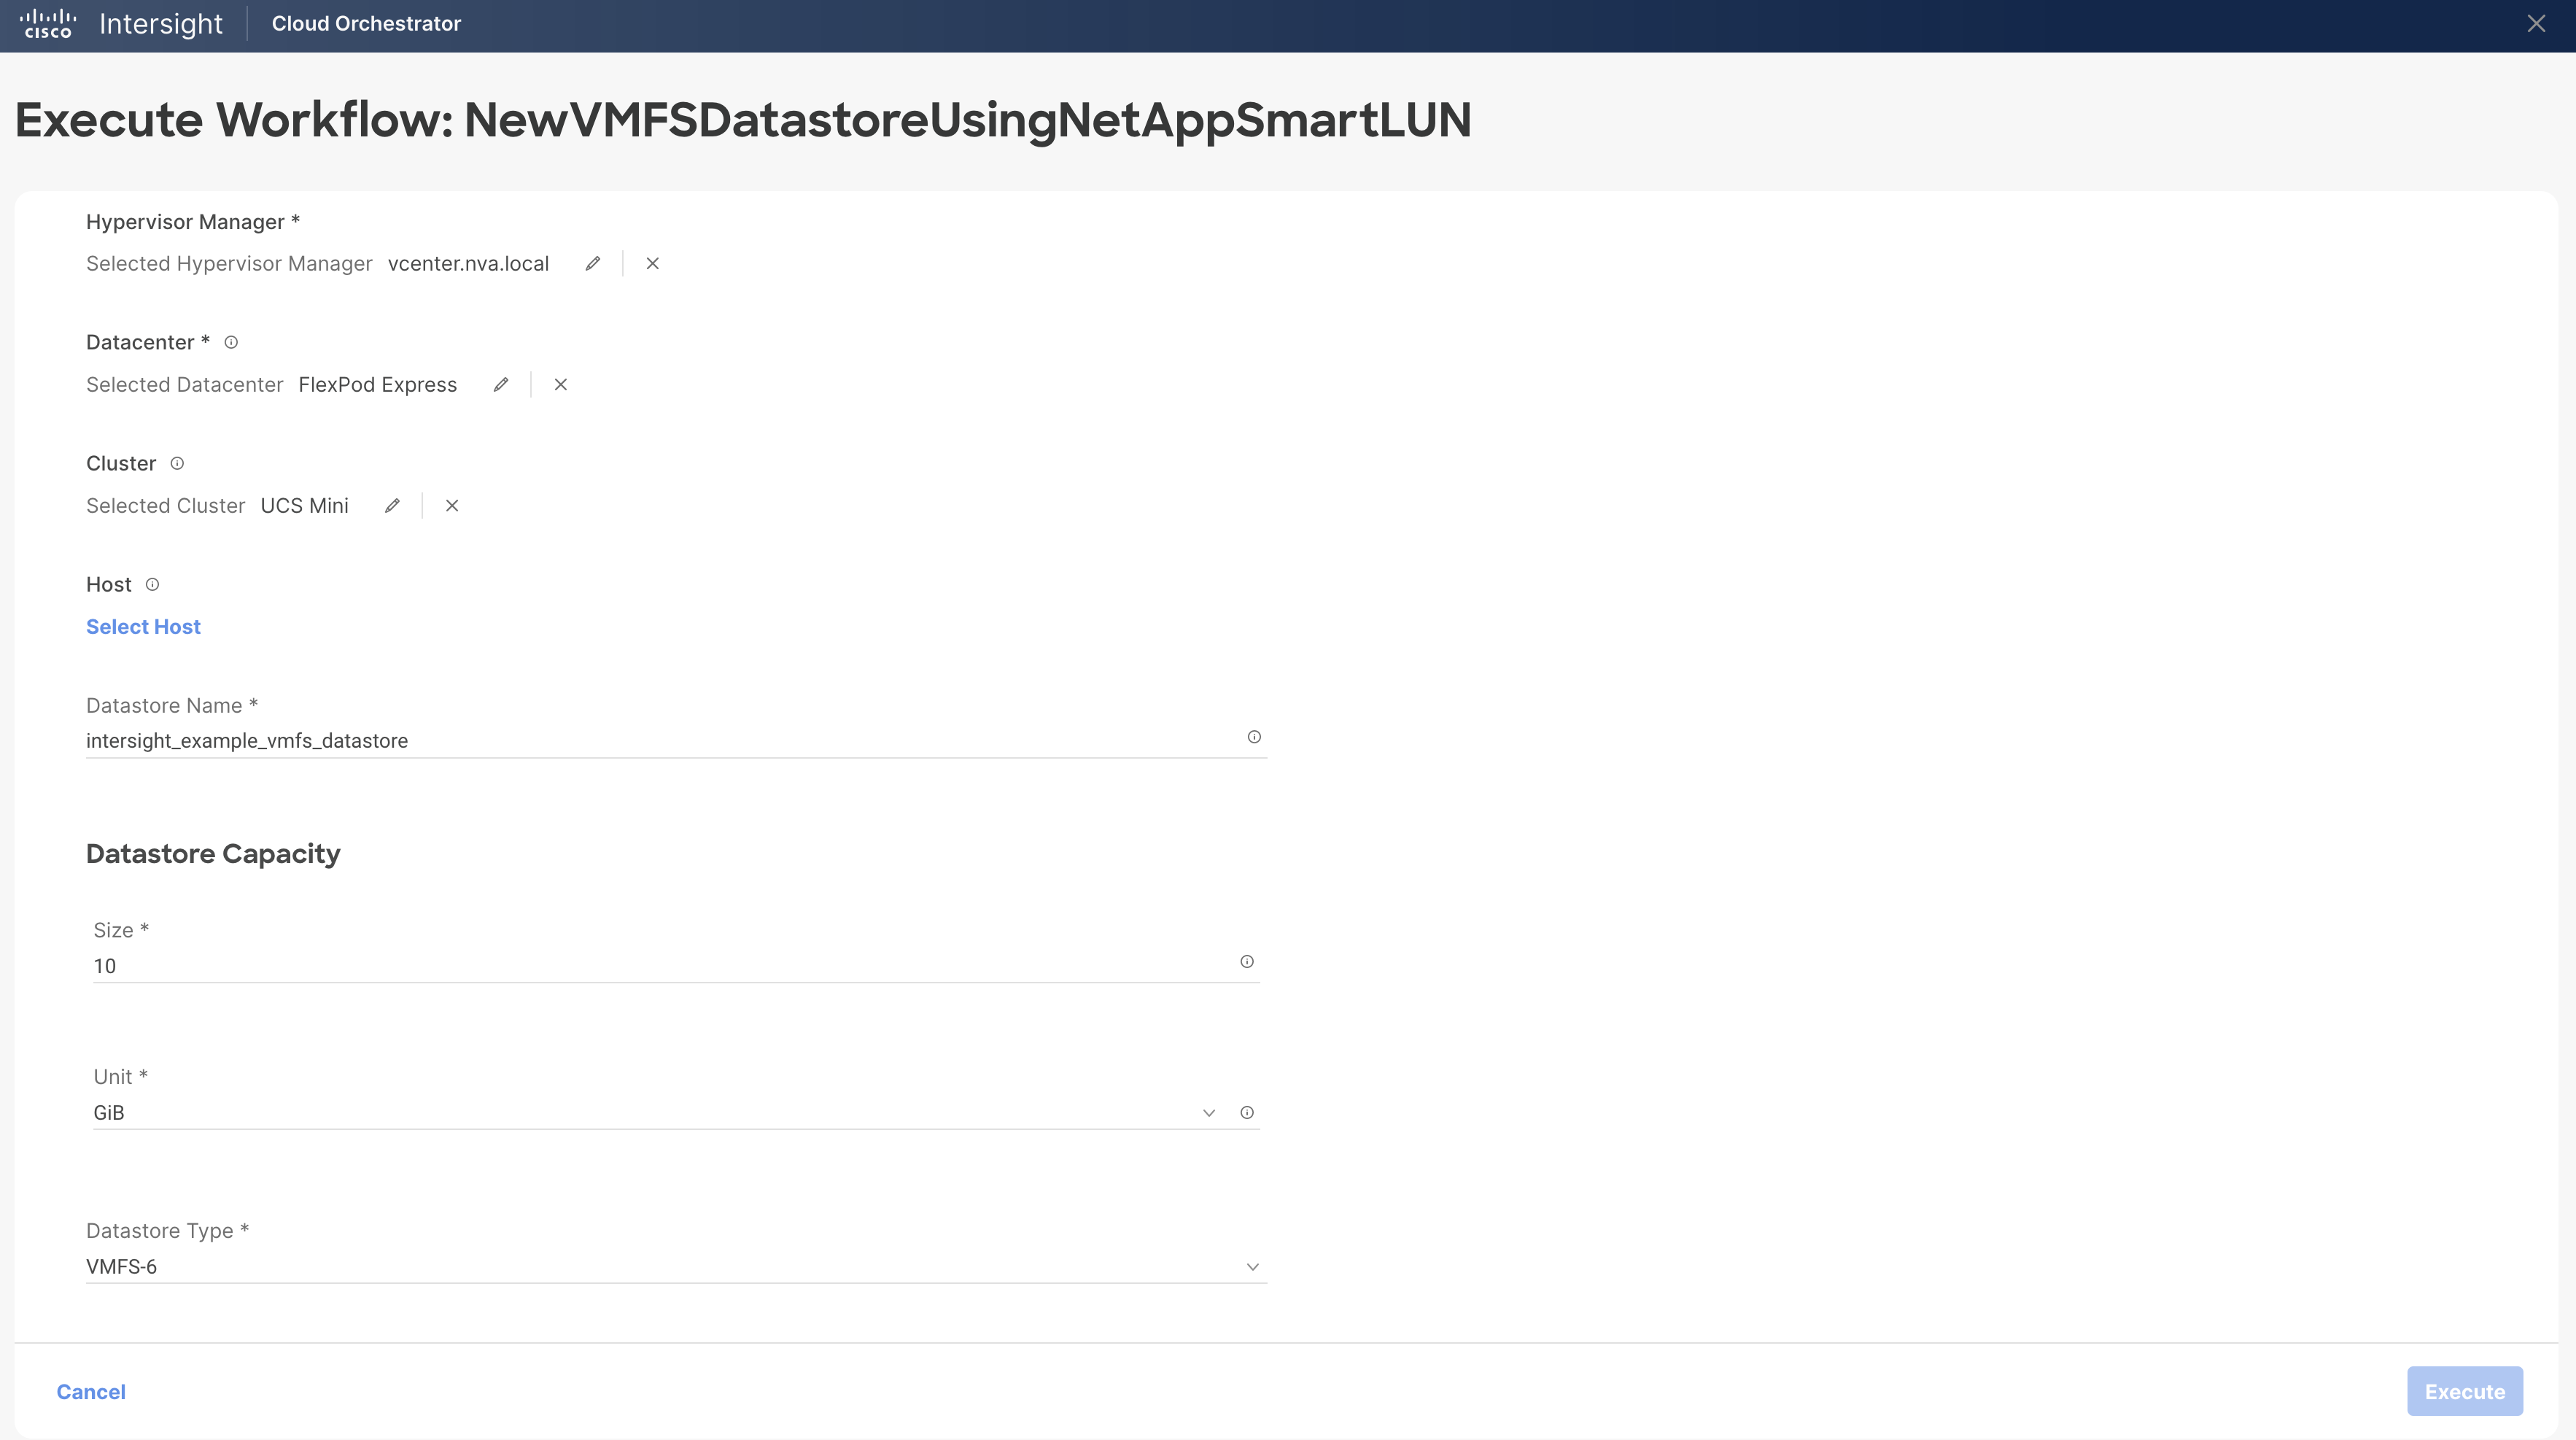 cisco Intersight Cloud Orchestrator
Execute Workflow: NewVMFSDatastoreUsingNetAppSmartLUN
Hypervisor Manager *
Selected Hypervisor Manager vcenter.nva.local
Datacenter *
Selected Datacenter FlexPod Express
Cluster
Selected Cluster UCS Mini
Host
Select Host
Datastore Name *
intersight_example_vmfs_datastore
Datastore Capacity
Size *
10
Unit *
GiB
Datastore Type *
VMFS-6
Cancel Execute